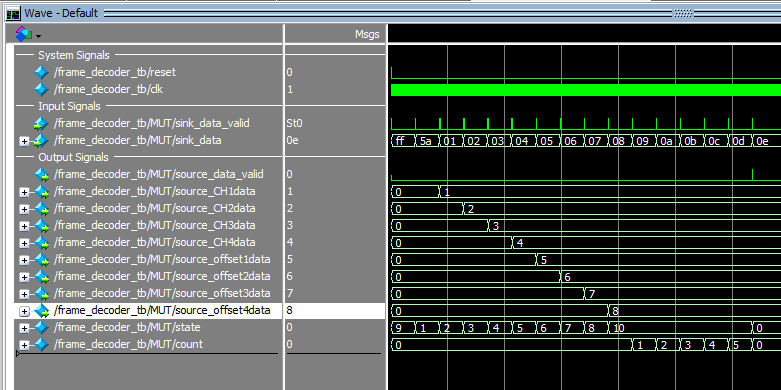 Wave - Default
Msgs
System Signals
/frame_decoder_tb/reset 0
/frame_decoder_tb/clk 1
Input Signals
/frame_decoder_tb/MUT/sink_data_valid St0
/frame_decoder_tb/MUT/sink_data 0e ff 5a 01 02 03 04 05 06 07 08 09 0a 0b 0c 0d 0e
Output Signals
/frame_decoder_tb/MUT/source_data_valid 0
/frame_decoder_tb/MUT/source_CH1data 1 0 1
/frame_decoder_tb/MUT/source_CH2data 2 0 2
/frame_decoder_tb/MUT/source_CH3data 3 0 3
/frame_decoder_tb/MUT/source_CH4data 4 0 4
/frame_decoder_tb/MUT/source_offset1data 5 0 5
/frame_decoder_tb/MUT/source_offset2data 6 0 6
/frame_decoder_tb/MUT/source_offset3data 7 0 7
/frame_decoder_tb/MUT/source_offset4data 8 0 8
/frame_decoder_tb/MUT/state 0 9 1 2 3 4 5 6 7 8 10 0
/frame_decoder_tb/MUT/count 0 0 1 2 3 4 5 0